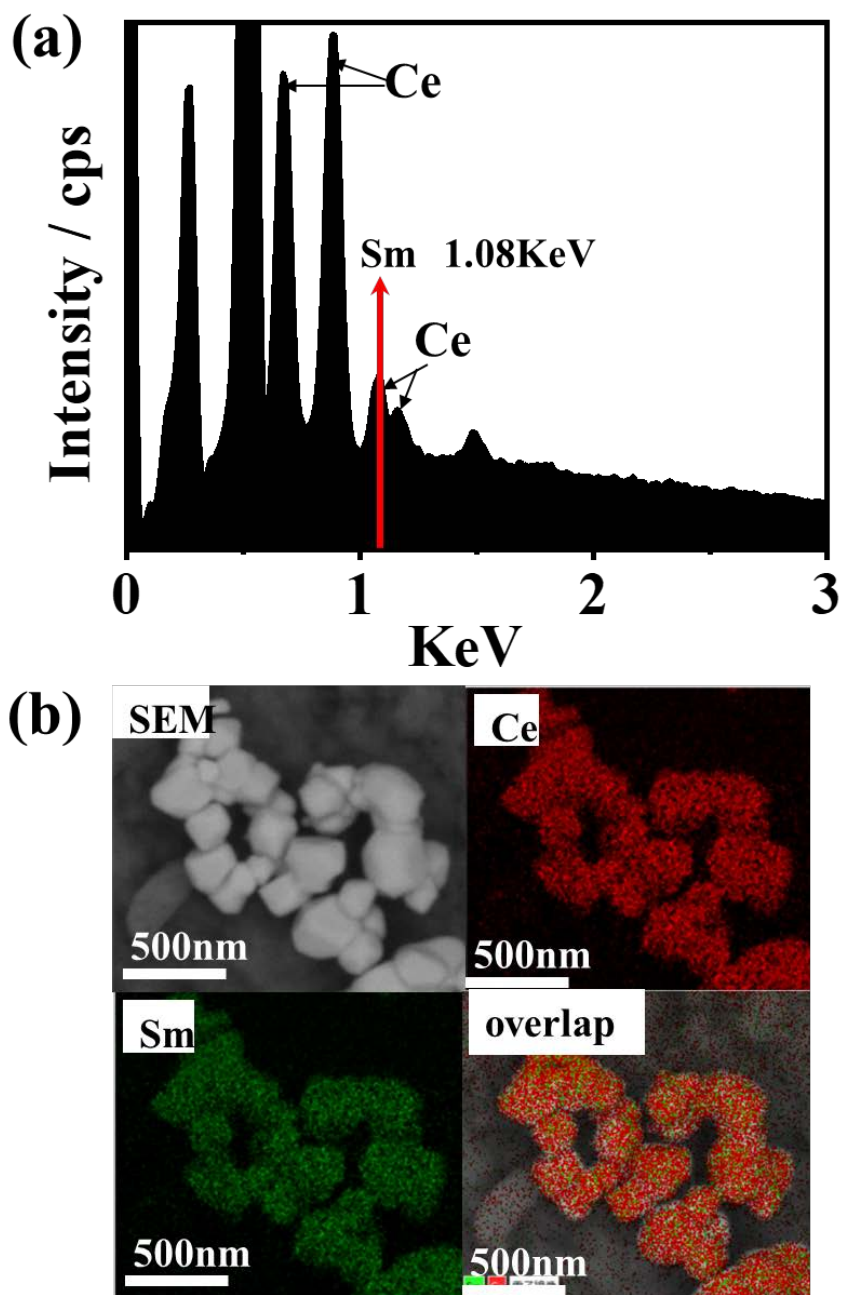 (a)
Ce
Intensity / cps
Sm 1.08KeV
Ce
0 1 2 3
KeV
(b)
SEM
Ce
500nm
500nm
Sm
overlap
500nm
500nm